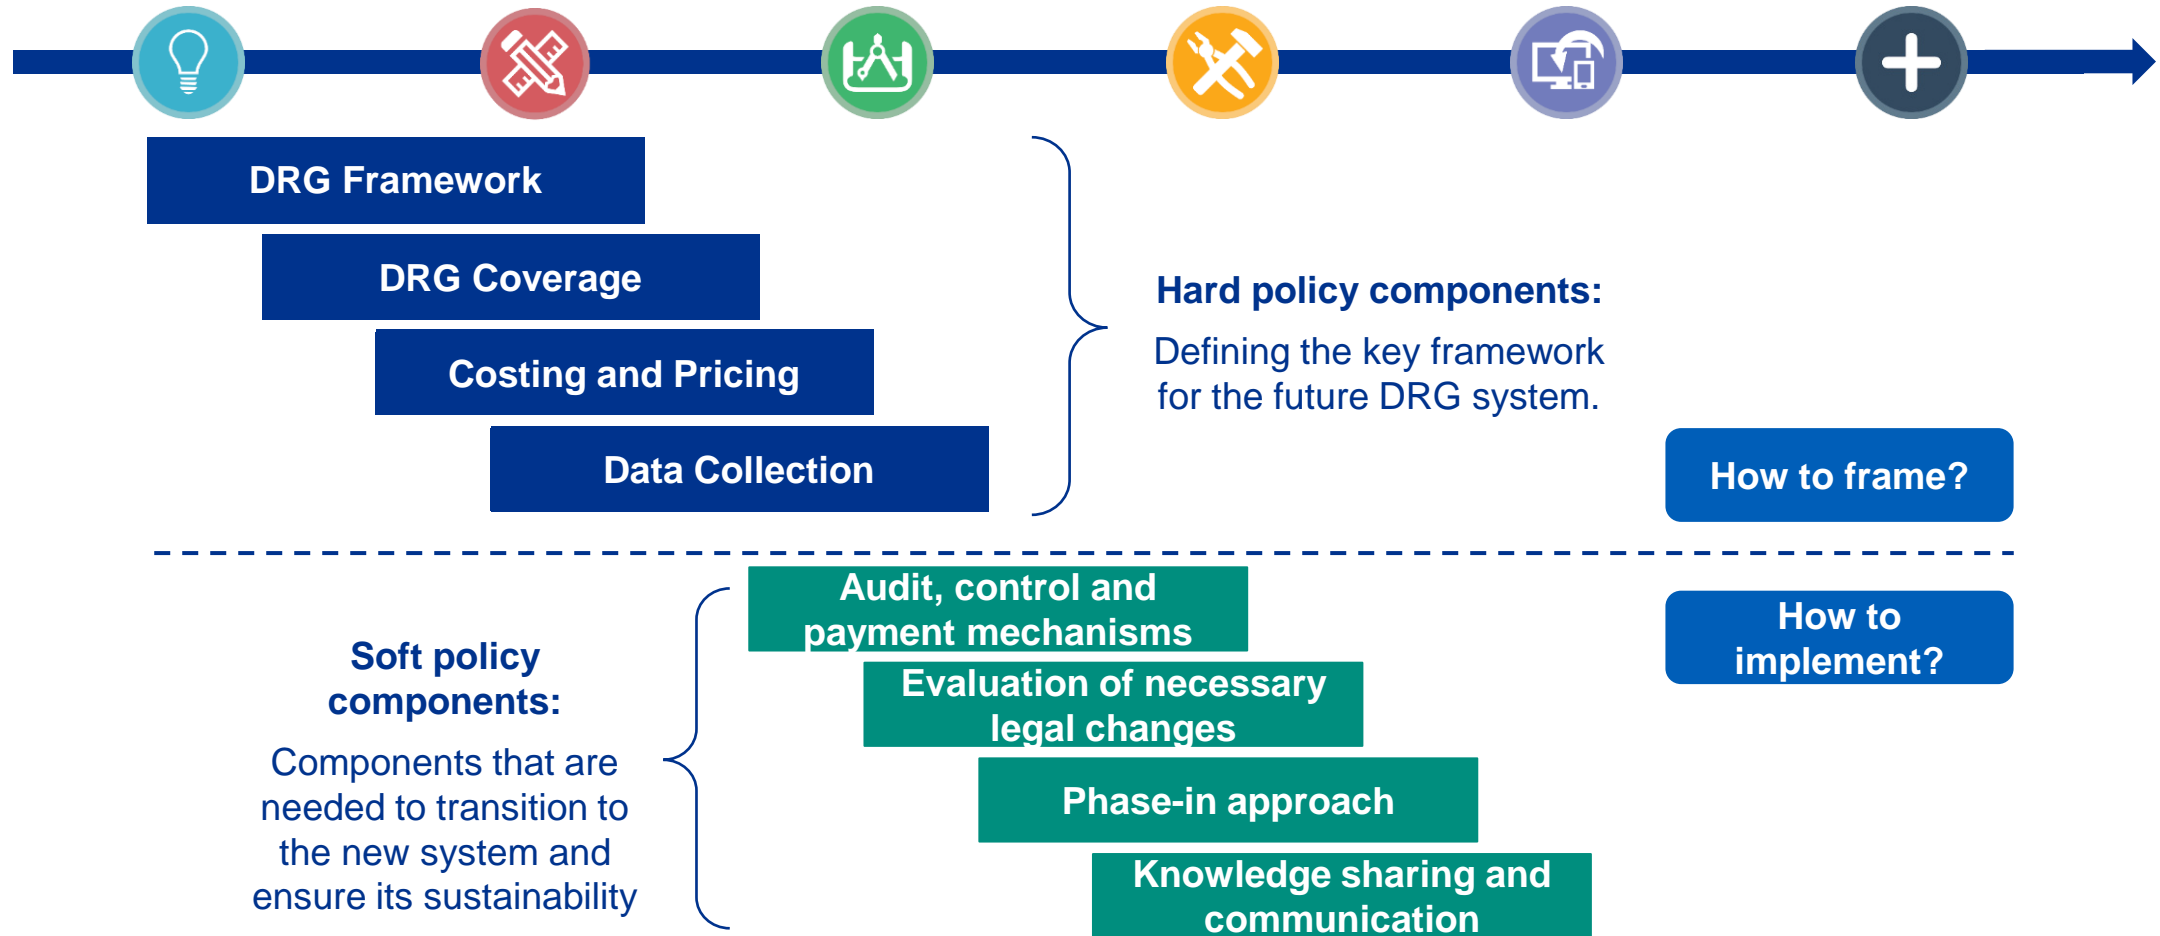 DRG Framework
DRG Coverage
Costing and Pricing
Data Collection
Hard policy components:
Defining the key framework
for the future DRG system.
How to frame?
Audit, control and
payment mechanisms
Evaluation of necessary
legal changes
Phase-in approach
Knowledge sharing and
communication
Soft policy
components:
Components that are
needed to transition to
the new system and
ensure its sustainability
How to
implement?